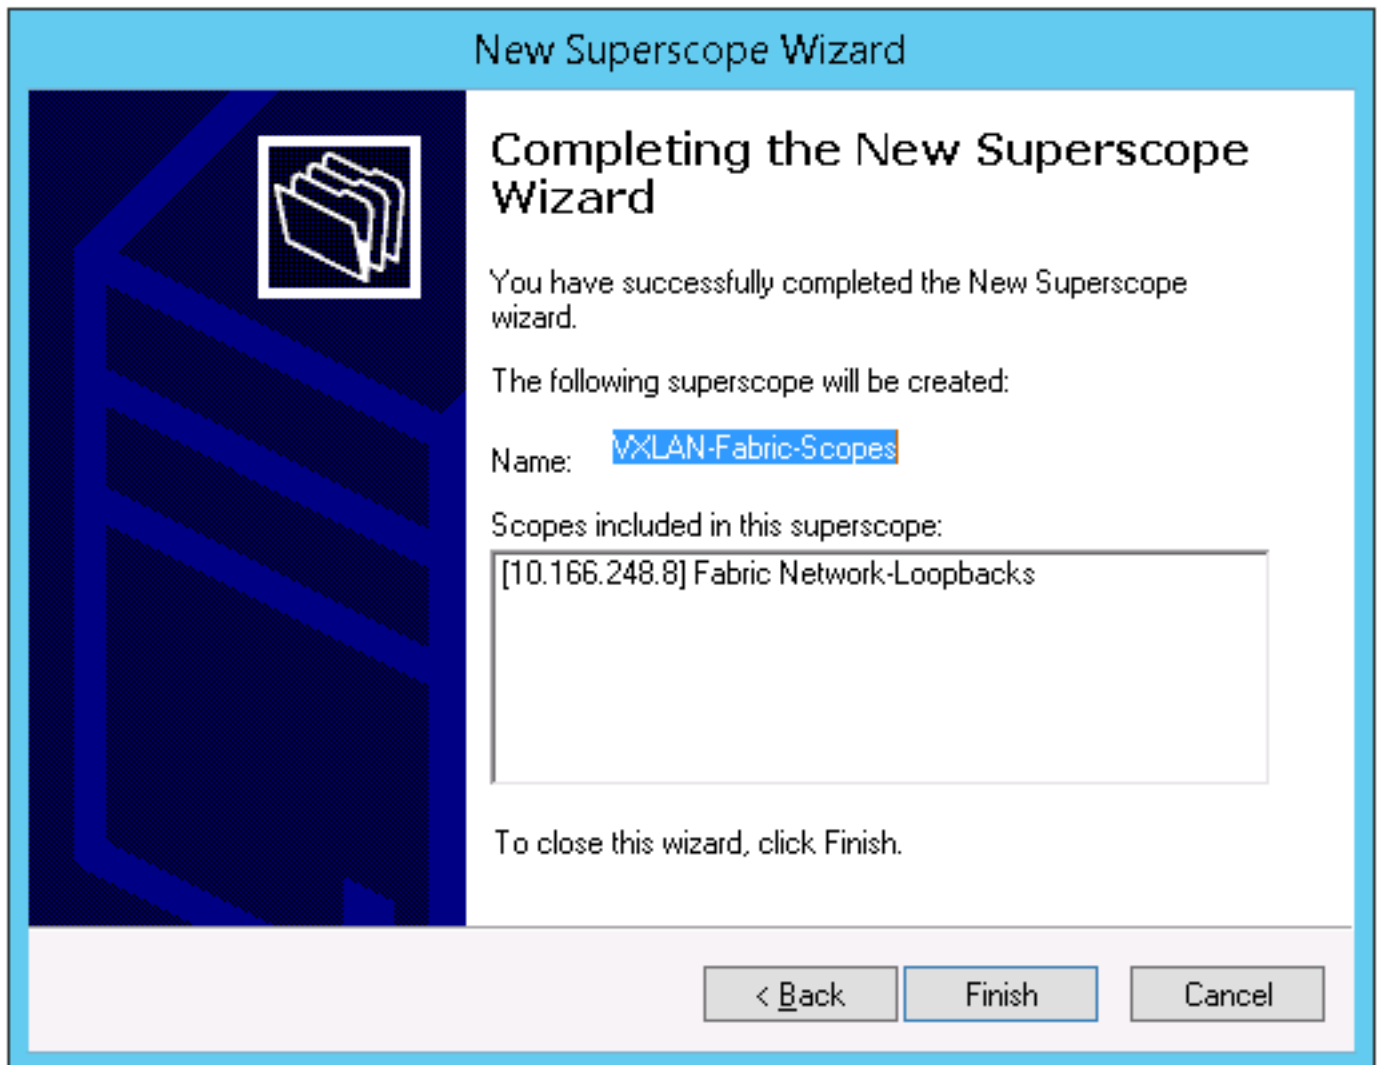 New Superscope Wizard
Completing the New Superscope
Wizard
You have successfully completed the New Superscope
wizard.
The following superscope will be created:
Name: VXLAN-Fabric-Scopes
Scopes included in this superscope:
[10.166.248.8] Fabric Network-Loopbacks
To close this wizard, click Finish.
< Back Finish Cancel